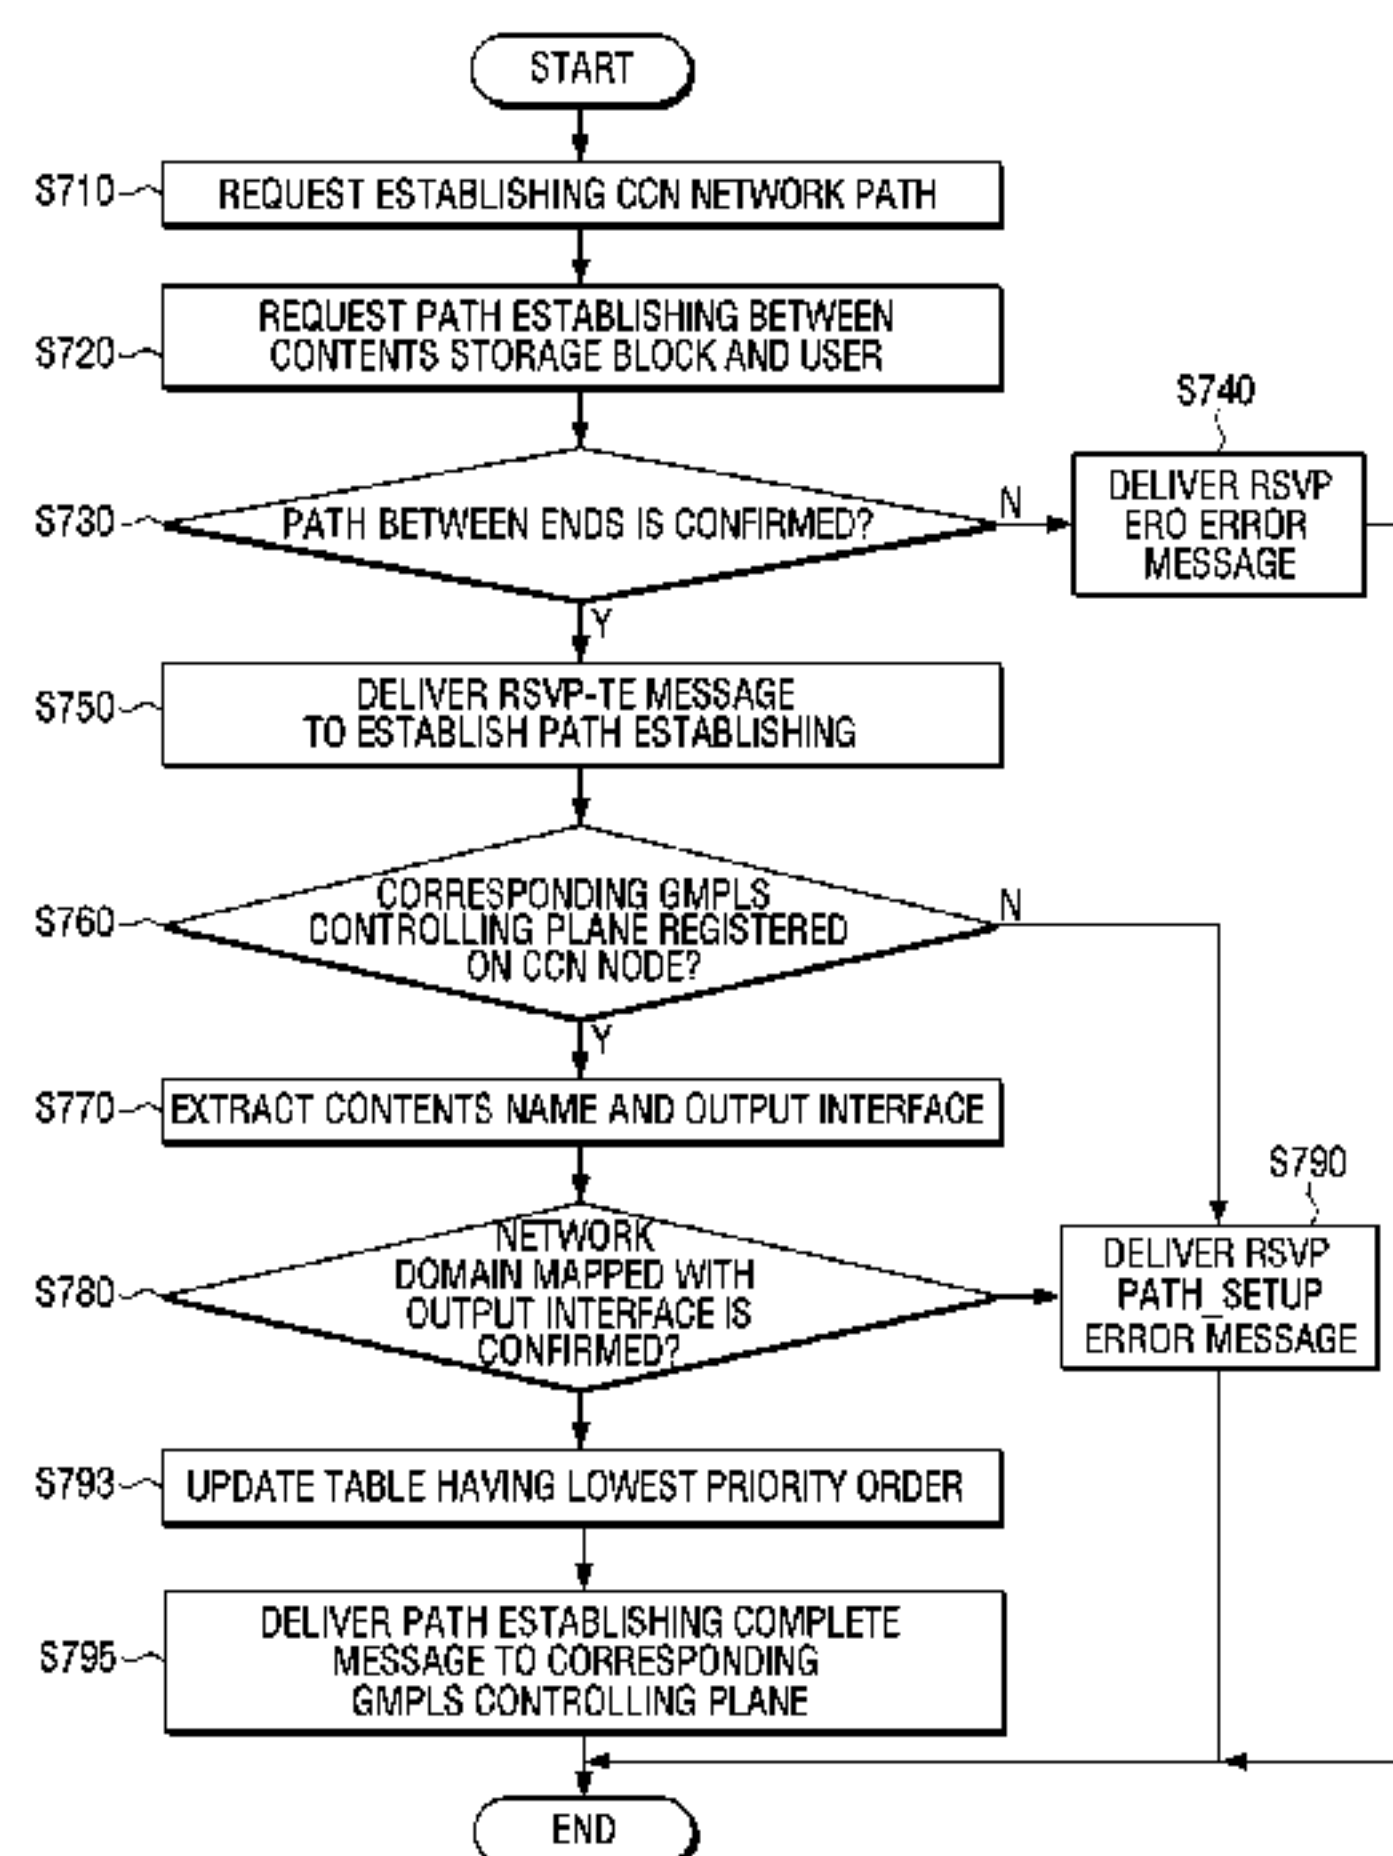 START
S710
REQUEST ESTABLISHING CCN NETWORK PATH
S720
REQUEST PATH ESTABLISHING BETWEEN
CONTENTS STORAGE BLOCK AND USER
S730
PATH BETWEEN ENDS IS CONFIRMED?
N
S740
DELIVER RSVP
ERO ERROR
MESSAGE
Y
S750
DELIVER RSVP-TE MESSAGE
TO ESTABLISH PATH ESTABLISHING
S760
CORRESPONDING GMPLS
CONTROLLING PLANE REGISTERED
ON CCN NODE?
N
Y
S770
EXTRACT CONTENTS NAME AND OUTPUT INTERFACE
S780
NETWORK
DOMAIN MAPPED WITH
OUTPUT INTERFACE IS
CONFIRMED?
S790
DELIVER RSVP
PATH_SETUP
ERROR MESSAGE
S793
UPDATE TABLE HAVING LOWEST PRIORITY ORDER
S795
DELIVER PATH ESTABLISHING COMPLETE
MESSAGE TO CORRESPONDING
GMPLS CONTROLLING PLANE
END